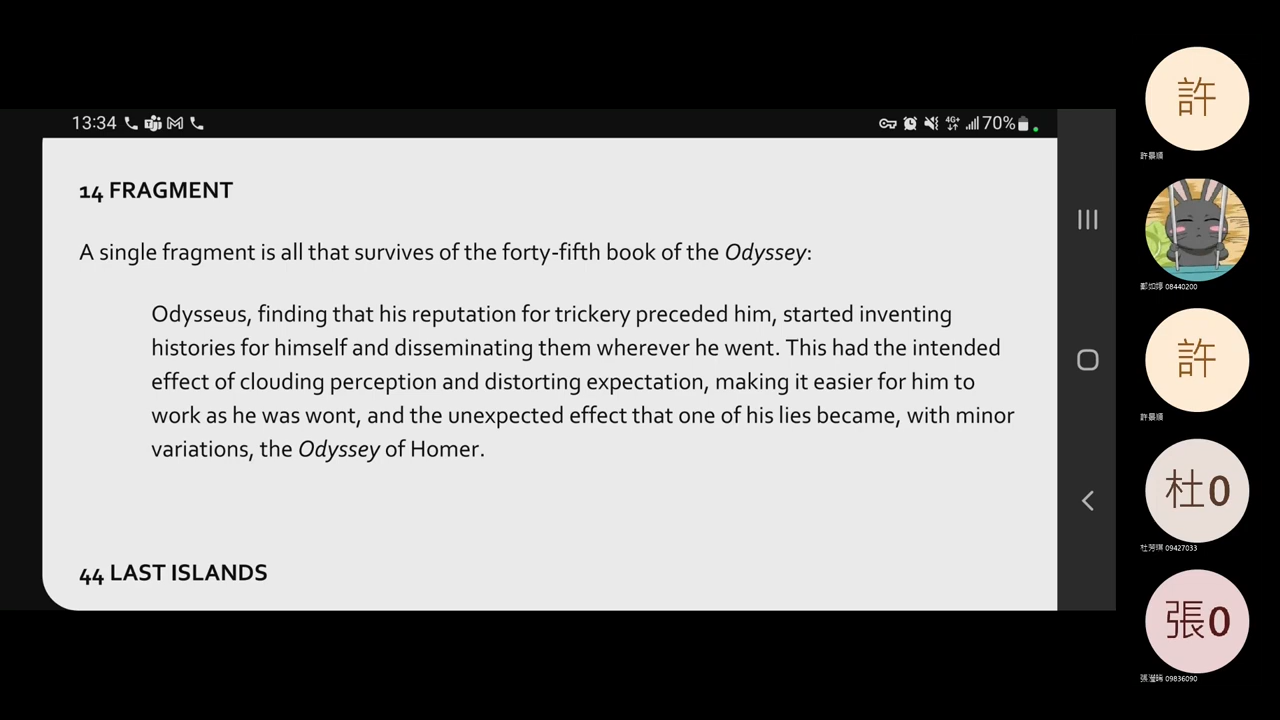 13:34
4G+
70%
14 FRAGMENT
A single fragment is all that survives of the forty-fifth book of the Odyssey:
Odysseus, finding that his reputation for trickery preceded him, started inventing
histories for himself and disseminating them wherever he went. This had the intended
effect of clouding perception and distorting expectation, making it easier for him to
work as he was wont, and the unexpected effect that one of his lies became, with minor
variations, the Odyssey of Homer.
44 LAST ISLANDS
許
許
杜0
09427033
張0
09836090
08440200